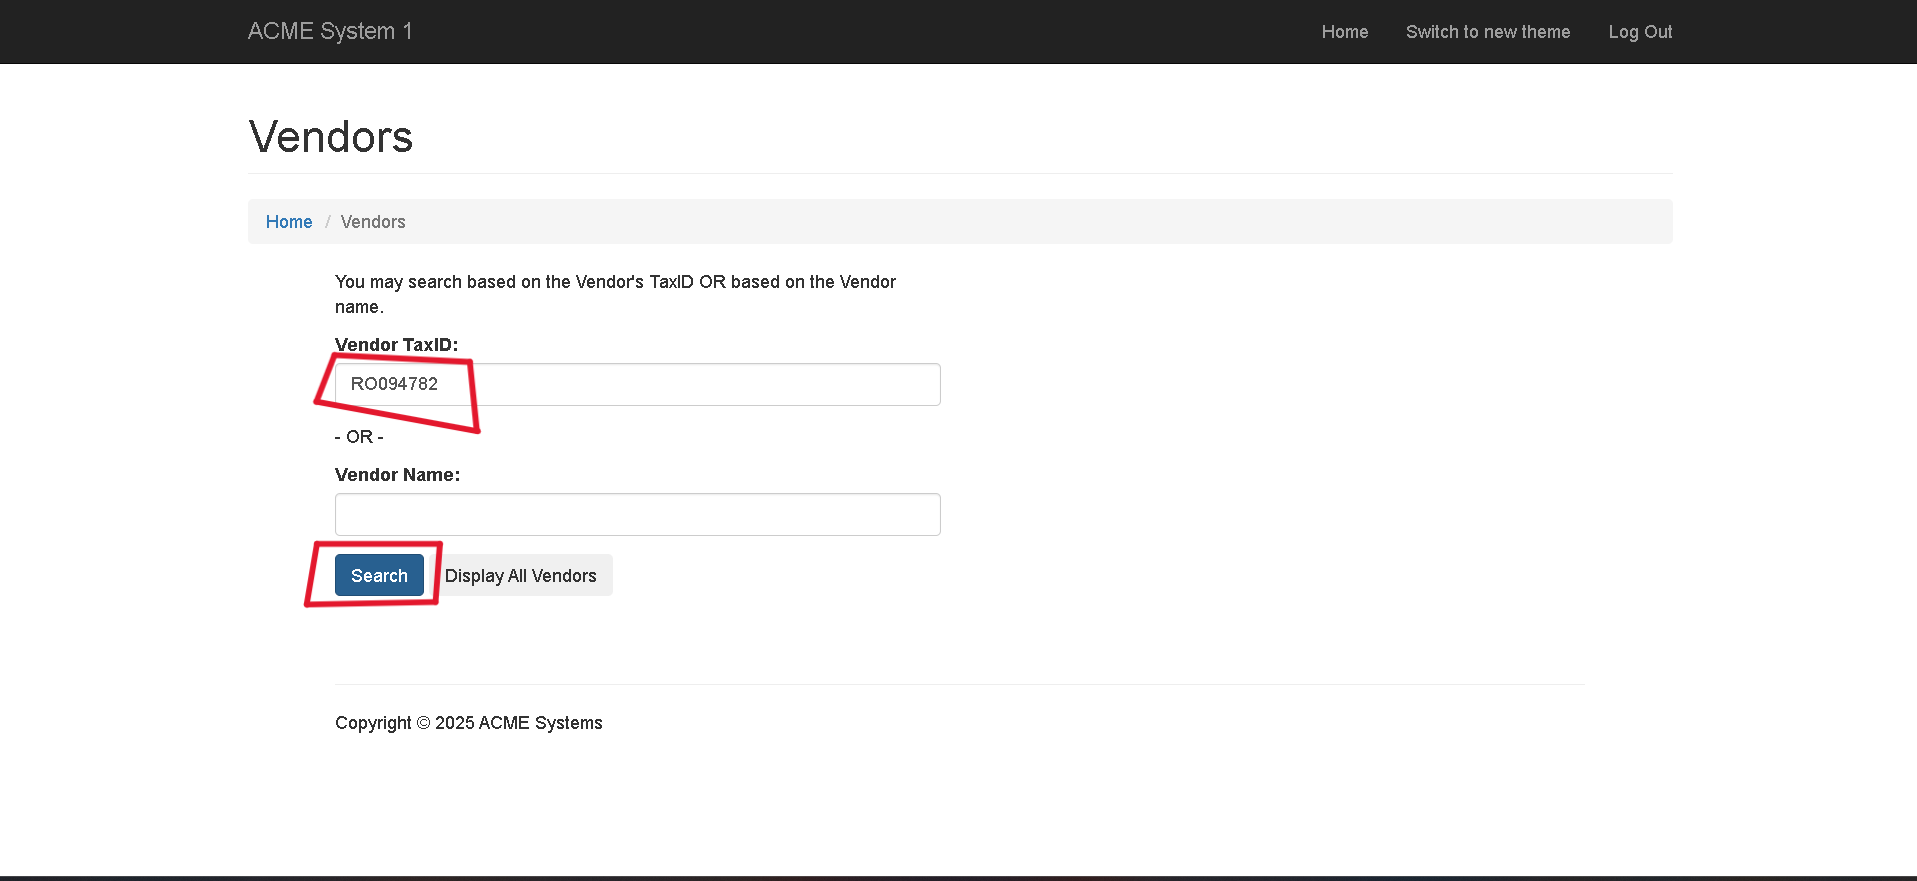 ACME System 1
Home
Switch to new theme
Log Out
Vendors
Home / Vendors
You may search based on the Vendor's TaxID OR based on the Vendor
name.
Vendor TaxID:
RO094782
- OR -
Vendor Name:
Search
Display All Vendors
Copyright © 2025 ACME Systems